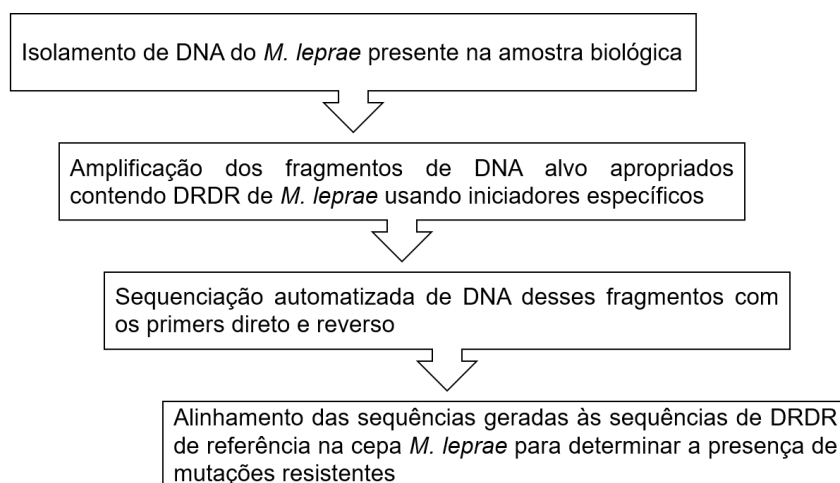 Isolamento de DNA do M. leprae presente na amostra biológica
Amplificação dos fragmentos de DNA alvo apropriados
contendo DRDR de M. leprae usando iniciadores específicos
Sequenciação automatizada de DNA desses fragmentos com
os primers direto e reverso
Alinhamento das sequências geradas às sequências de DRDR
de referência na cepa M. leprae para determinar a presença de
mutações resistentes